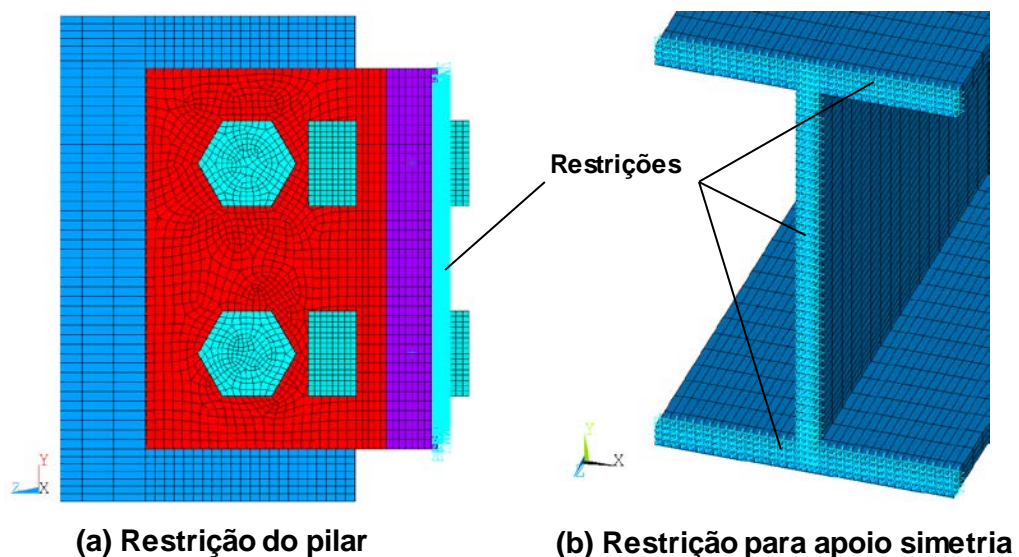 Restrições
Y
Z
X
Y
Z
X
(a) Restrição do pilar
(b) Restrição para apoio simetria